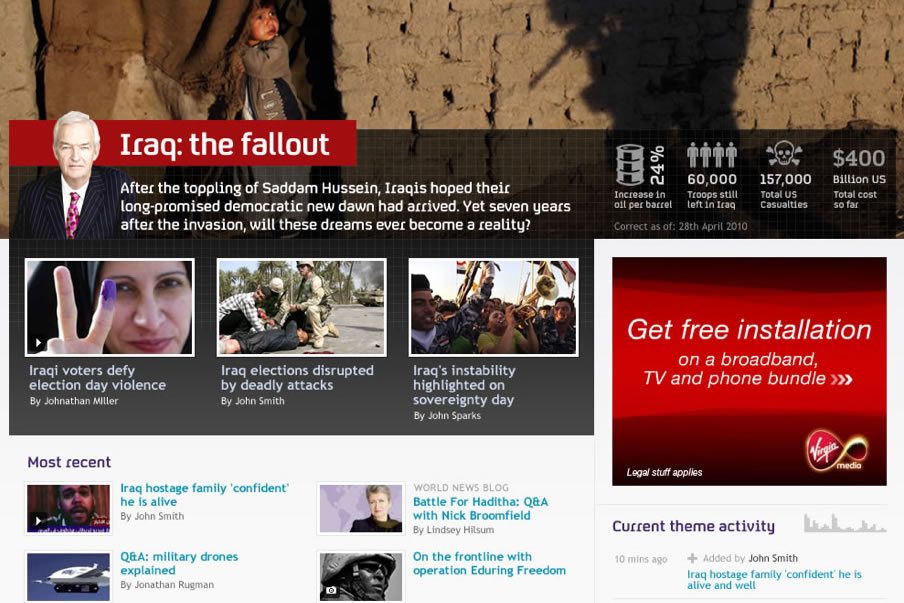 Iraq: the fallout
After the toppling of Saddam Hussein, Iraqis hoped their
long-promised democratic new dawn had arrived. Yet seven years
after the invasion, will these dreams ever become a reality?
24%
Increase in
oil per barrel
60,000
Troops still
left in Iraq
157,000
Total US
Casualties
$400
Billion US
Total cost
so far
Correct as of: 28th April 2010
Iraqi voters defy
election day violence
By Johnathan Miller
Iraq elections disrupted
by deadly attacks
By John Smith
Iraq's instability
highlighted on
sovereignty day
By John Sparks
Get free installation
on a broadband,
TV and phone bundle >>>
Virgin
media
Legal stuff applies
Most recent
Iraq hostage family 'confident'
he is alive
By John Smith
WORLD NEWS BLOG
Battle For Haditha: Q&A
with Nick Broomfield
By Lindsey Hilsum
Q&A: military drones
explained
By Jonathan Rugman
On the frontline with
operation Eduring Freedom
Current theme activity
10 mins ago
Added by John Smith
Iraq hostage family 'confident' he is
alive and well